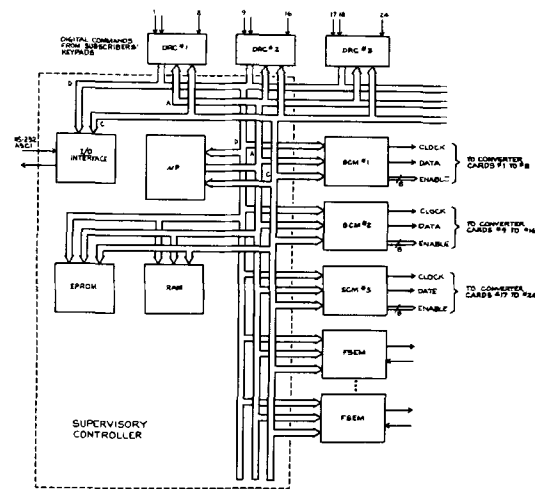 1 8 9 16 17 18 24
DIGITAL COMMANDS
FROM SUBSCRIBERS'
KEYPADS
DRC #1
DRC #2
DRC #3
D
A
C
RS-232
ASCII
I/O
INTERFACE
μP
D
A
C
SCM #1
CLOCK
DATA
ENABLE
8
TO CONVERTER
CARDS #1 TO #8
SCM #2
CLOCK
DATA
ENABLE
8
TO CONVERTER
CARDS #9 TO #16
EPROM
RAM
SCM #3
CLOCK
DATE
ENABLE
8
TO CONVERTER
CARDS #17 TO #24
FSEM
FSEM
SUPERVISORY
CONTROLLER